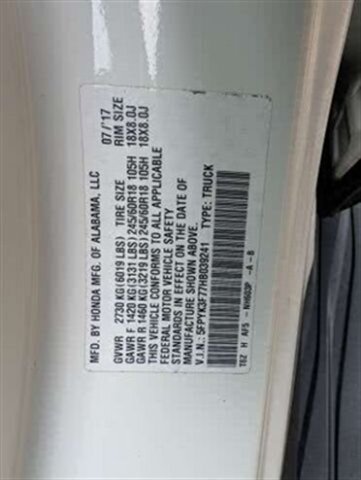 MFD. BY HONDA MFG. OF ALABAMA, LLC 07/'17
GVWR 2730 KG(6019 LBS) TIRE SIZE RIM SIZE
GAWR F 1420 KG(3131 LBS)245/60R18 105H 18X8.0J
GAWR R 1460 KG(3219 LBS)245/60R18 105H 18X8.0J
THIS VEHICLE CONFORMS TO ALL APPLICABLE
FEDERAL MOTOR VEHICLE SAFETY
STANDARDS IN EFFECT ON THE DATE OF
MANUFACTURE SHOWN ABOVE.
V.I.N.: 5FPYK3F77HB039241 TYPE: TRUCK
T6Z H AF5 - NH603P -A -B